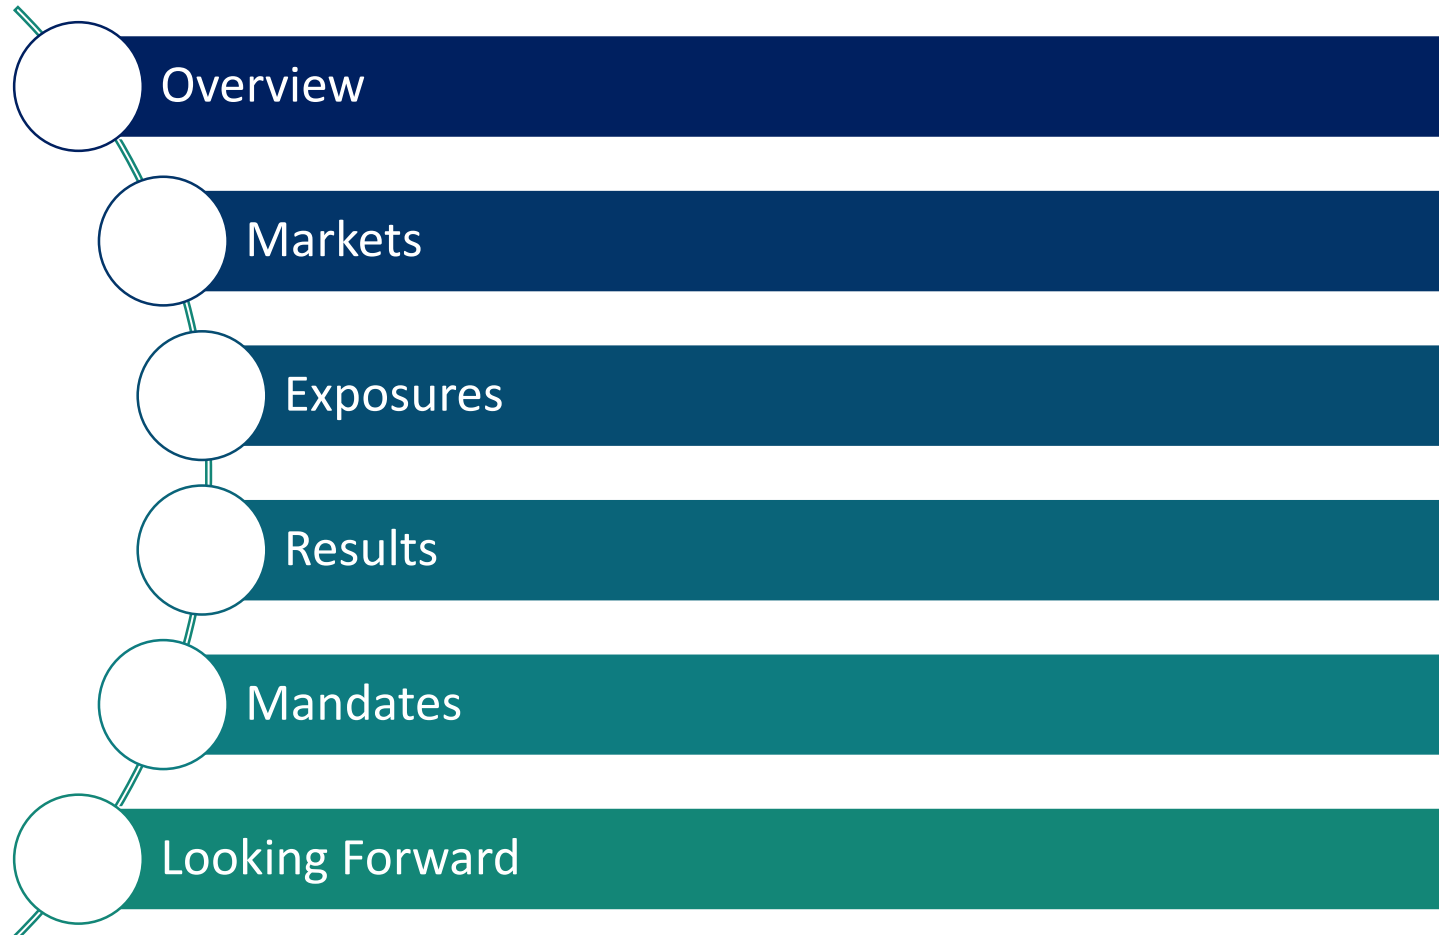 Overview
Markets
Exposures
Results
Mandates
Looking Forward